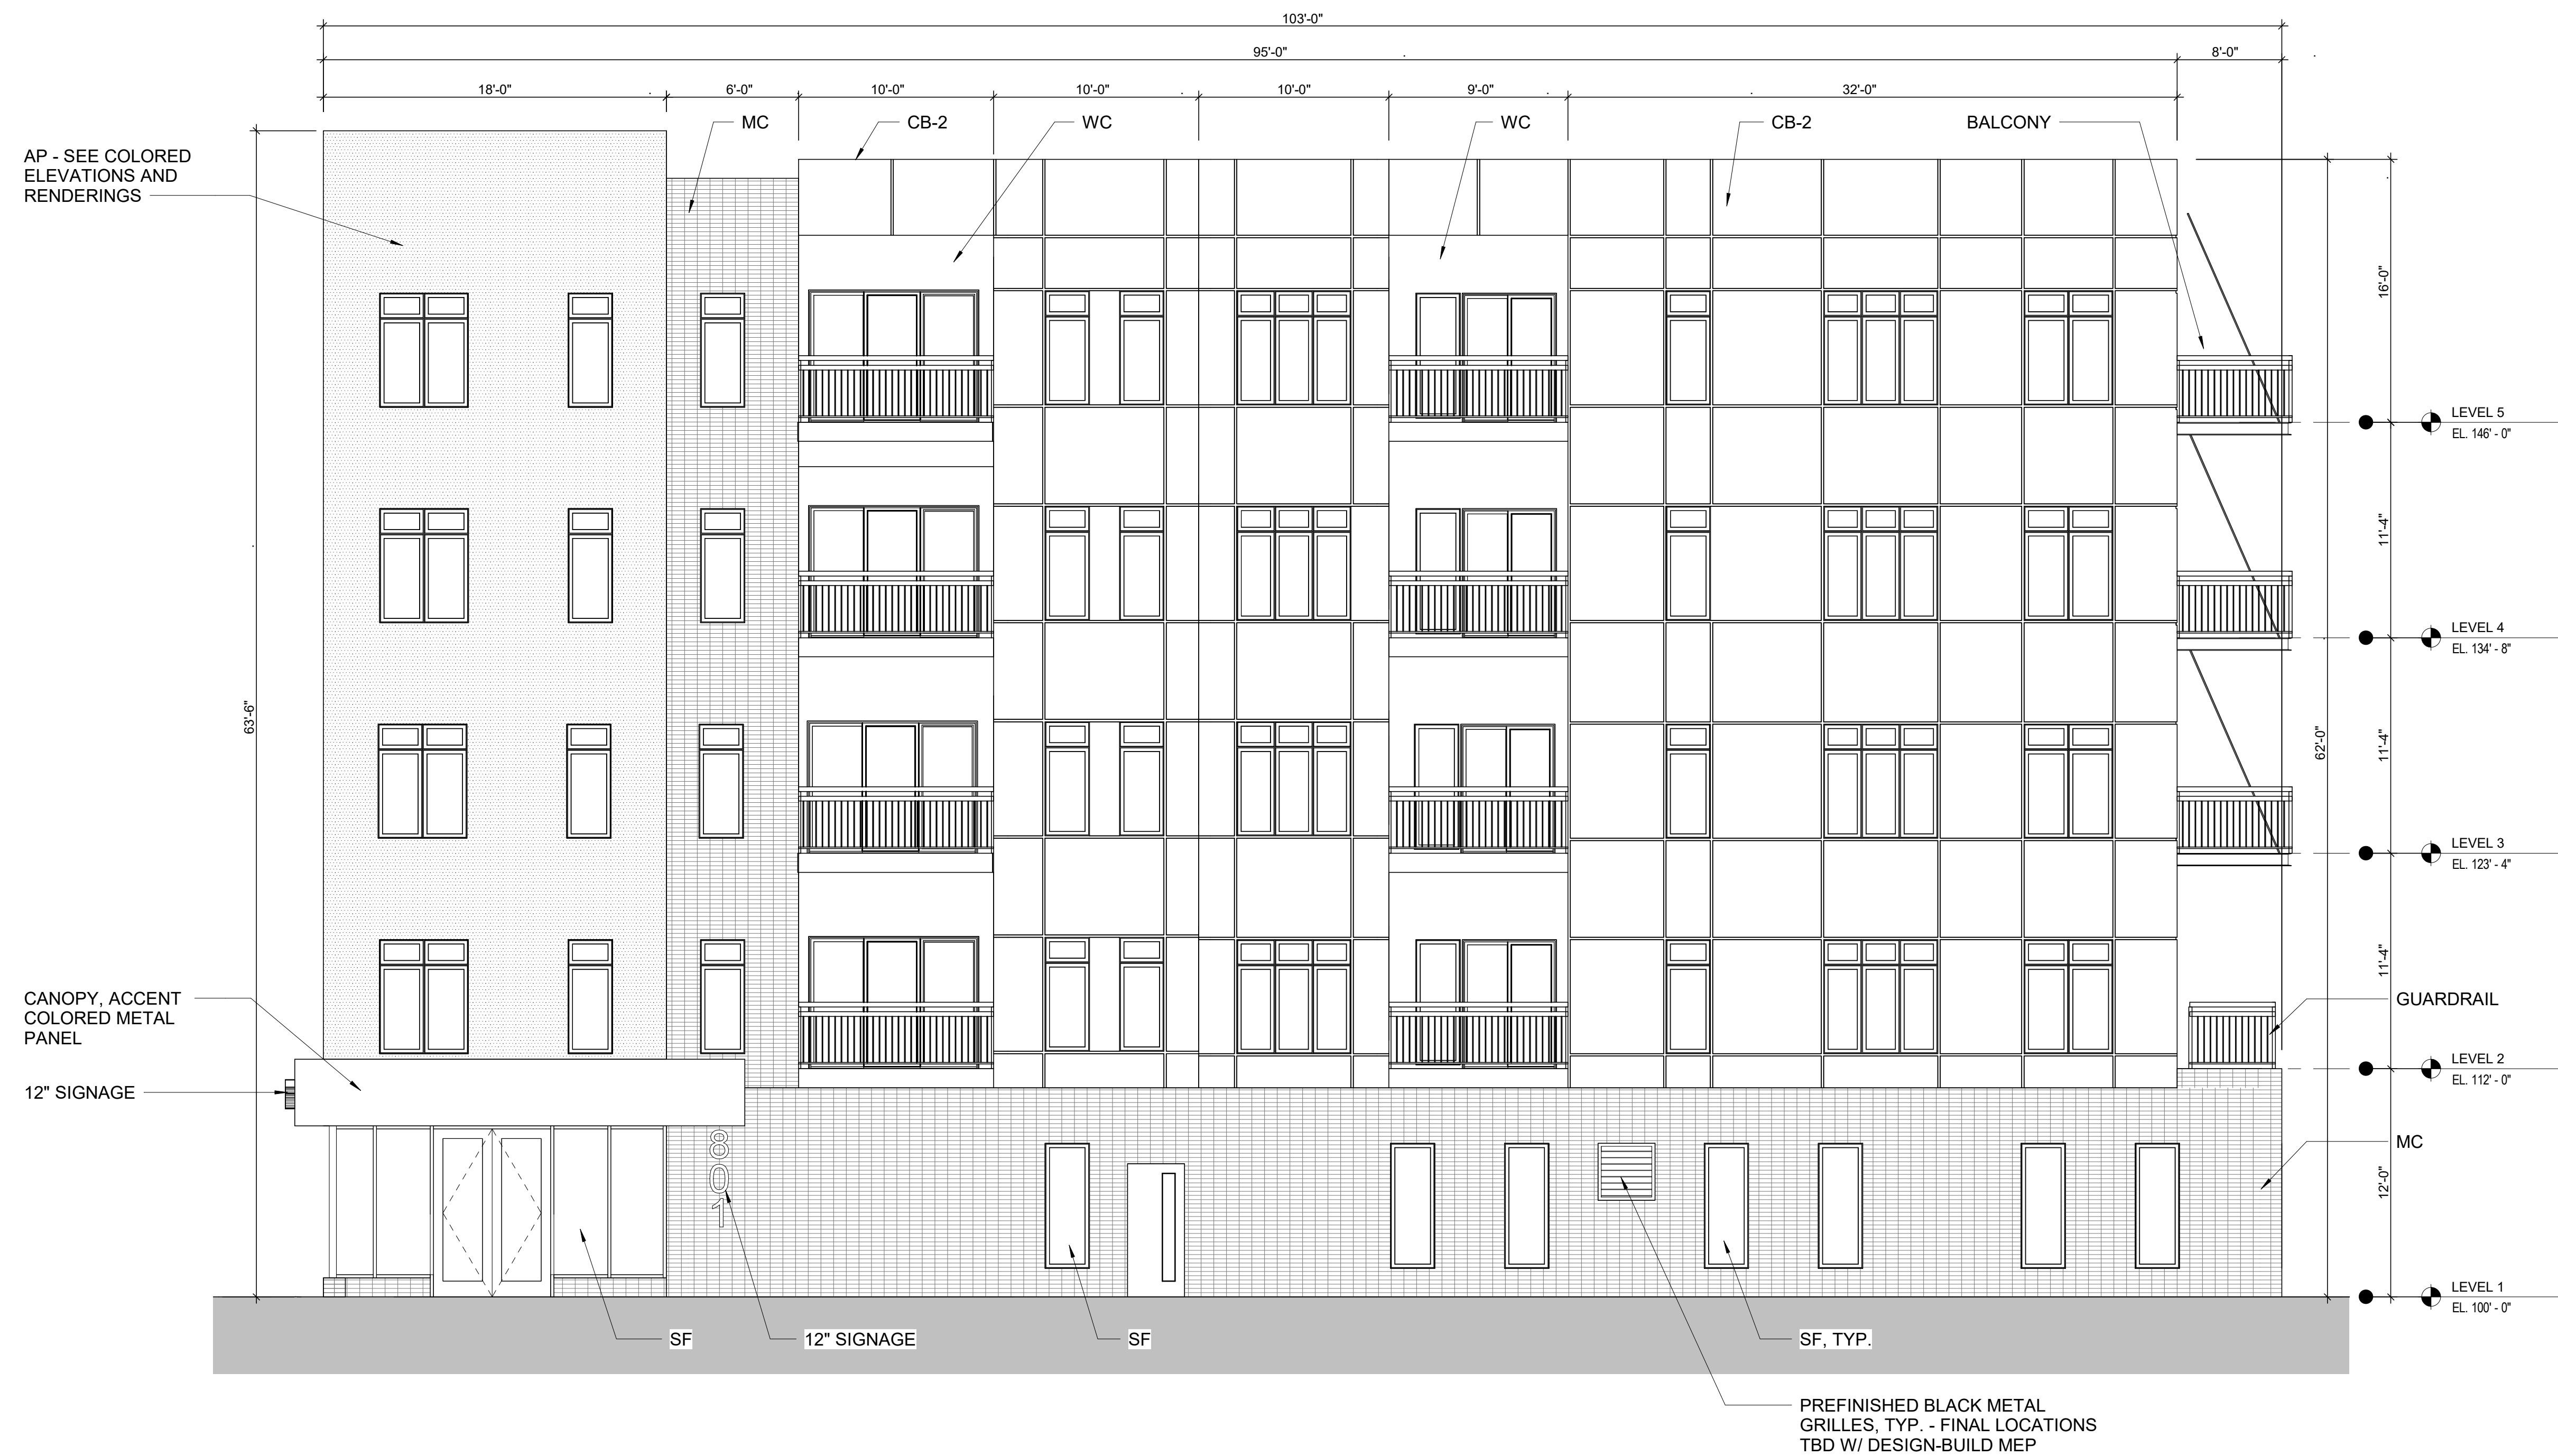 103'-0"
95'-0"
8'-0"
18'-0"
6'-0"
10'-0"
10'-0"
10'-0"
9'-0"
32'-0"
MC
CB-2
WC
WC
CB-2
BALCONY
AP - SEE COLORED
ELEVATIONS AND
RENDERINGS
16'-0"
LEVEL 5
EL. 146' - 0"
11'-4"
LEVEL 4
EL. 134' - 8"
63'-6"
62'-0"
11'-4"
LEVEL 3
EL. 123' - 4"
11'-4"
CANOPY, ACCENT
COLORED METAL
PANEL
GUARDRAIL
LEVEL 2
EL. 112' - 0"
12" SIGNAGE
8
0
1
MC
12'-0"
LEVEL 1
EL. 100' - 0"
SF
12" SIGNAGE
SF
SF, TYP.
PREFINISHED BLACK METAL
GRILLES, TYP. - FINAL LOCATIONS
TBD W/ DESIGN-BUILD MEP